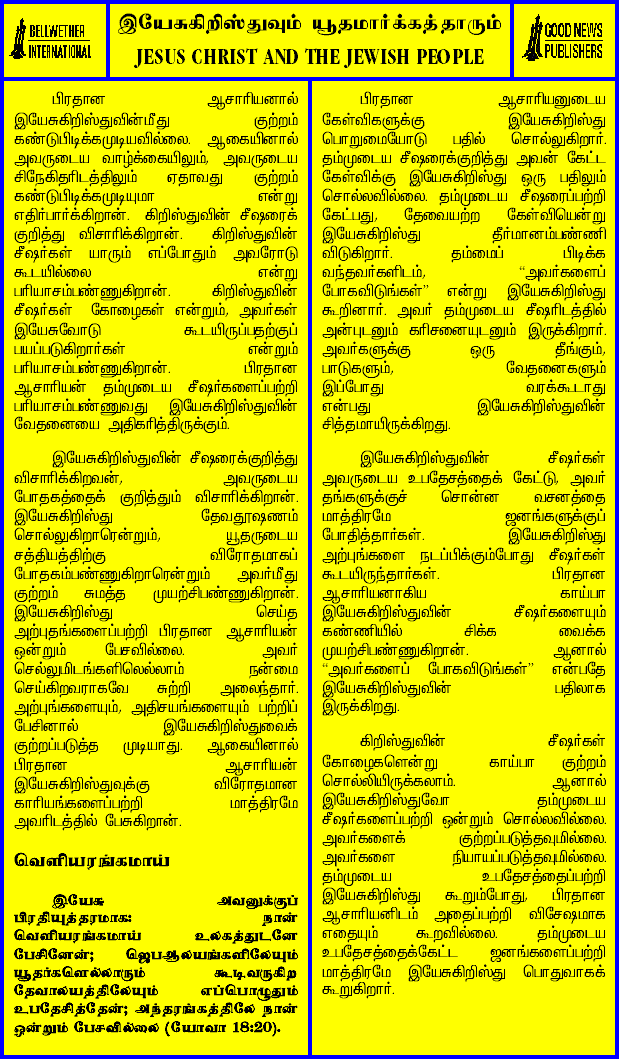 BELLWETHER
INTERNATIONAL
இயேசுகிறிஸ்துவும் யூதமார்க்கத்தாரும்
JESUS CHRIST AND THE JEWISH PEOPLE
GOOD NEWS
PUBLISHERS
பிரதான ஆசாரியனால்
இயேசுகிறிஸ்துவின்மீது குற்றம்
கண்டுபிடிக்கமுடியவில்லை. ஆகையினால்
அவருடைய வாழ்க்கையிலும், அவருடைய
சிநேகிதரிடத்திலும் ஏதாவது குற்றம்
கண்டுபிடிக்கமுடியுமா என்று
எதிர்பார்க்கிறான். கிறிஸ்துவின் சீஷரைக்
குறித்து விசாரிக்கிறான். கிறிஸ்துவின்
சீஷர்கள் யாரும் எப்போதும் அவரோடு
கூடயில்லை என்று
பரியாசம்பண்ணுகிறான். கிறிஸ்துவின்
சீஷர்கள் கோழைகள் என்றும், அவர்கள்
இயேசுவோடு கூடயிருப்பதற்குப்
பயப்படுகிறார்கள் என்றும்
பரியாசம்பண்ணுகிறான். பிரதான
ஆசாரியன் தம்முடைய சீஷர்களைப்பற்றி
பரியாசம்பண்ணுவது இயேசுகிறிஸ்துவின்
வேதனையை அதிகரித்திருக்கும்.
இயேசுகிறிஸ்துவின் சீஷரைக்குறித்து
விசாரிக்கிறவன், அவருடைய
போதகத்தைக் குறித்தும் விசாரிக்கிறான்.
இயேசுகிறிஸ்து தேவதூஷணம்
சொல்லுகிறாரென்றும், யூதருடைய
சத்தியத்திற்கு விரோதமாகப்
போதகம்பண்ணுகிறாரென்றும் அவர்மீது
குற்றம் சுமத்த முயற்சிபண்ணுகிறான்.
இயேசுகிறிஸ்து செய்த
அற்புதங்களைப்பற்றி பிரதான ஆசாரியன்
ஒன்றும் பேசவில்லை. அவர்
செல்லுமிடங்களிலெல்லாம் நன்மை
செய்கிறவராகவே சுற்றி அலைந்தார்.
அற்புங்களையும், அதிசயங்களையும் பற்றிப்
பேசினால் இயேசுகிறிஸ்துவைக்
குற்றப்படுத்த முடியாது. ஆகையினால்
பிரதான ஆசாரியன்
இயேசுகிறிஸ்துவுக்கு விரோதமான
காரியங்களைப்பற்றி மாத்திரமே
அவரிடத்தில் பேசுகிறான்.
வெளியரங்கமாய்
இயேசு அவனுக்குப்
பிரதியுத்தரமாக: நான்
வெளியரங்கமாய் உலகத்துடனே
பேசினேன்; ஜெபஆலயங்களிலேயும்
யூதர்களெல்லாரும் கூடிவருகிற
தேவாலயத்திலேயும் எப்பொழுதும்
உபதேசித்தேன்; அந்தரங்கத்திலே நான்
ஒன்றும் பேசவில்லை (யோவா 18:20).
பிரதான ஆசாரியனுடைய
கேள்விகளுக்கு இயேசுகிறிஸ்து
பொறுமையோடு பதில் சொல்லுகிறார்.
தம்முடைய சீஷரைக்குறித்து அவன் கேட்ட
கேள்விக்கு இயேசுகிறிஸ்து ஒரு பதிலும்
சொல்லவில்லை. தம்முடைய சீஷரைப்பற்றி
கேட்பது, தேவையற்ற கேள்வியென்று
இயேசுகிறிஸ்து தீர்மானம்பண்ணி
விடுகிறார். தம்மைப் பிடிக்க
வந்தவர்களிடம், “அவர்களைப்
போகவிடுங்கள்” என்று இயேசுகிறிஸ்து
கூறினார். அவர் தம்முடைய சீஷரிடத்தில்
அன்புடனும் கரிசனையுடனும் இருக்கிறார்.
அவர்களுக்கு ஒரு தீங்கும்,
பாடுகளும், வேதனைகளும்
இப்போது வரக்கூடாது
என்பது இயேசுகிறிஸ்துவின்
சித்தமாயிருக்கிறது.
இயேசுகிறிஸ்துவின் சீஷர்கள்
அவருடைய உபதேசத்தைக் கேட்டு, அவர்
தங்களுக்குச் சொன்ன வசனத்தை
மாத்திரமே ஜனங்களுக்குப்
போதித்தார்கள். இயேசுகிறிஸ்து
அற்புங்களை நடப்பிக்கும்போது சீஷர்கள்
கூடயிருந்தார்கள். பிரதான
ஆசாரியனாகிய காய்பா
இயேசுகிறிஸ்துவின் சீஷர்களையும்
கண்ணியில் சிக்க வைக்க
முயற்சிபண்ணுகிறான். ஆனால்
“அவர்களைப் போகவிடுங்கள்” என்பதே
இயேசுகிறிஸ்துவின் பதிலாக
இருக்கிறது.
கிறிஸ்துவின் சீஷர்கள்
கோழைகளென்று காய்பா குற்றம்
சொல்லியிருக்கலாம். ஆனால்
இயேசுகிறிஸ்துவோ தம்முடைய
சீஷர்களைப்பற்றி ஒன்றும் சொல்லவில்லை.
அவர்களைக் குற்றப்படுத்தவுமில்லை.
அவர்களை நியாயப்படுத்தவுமில்லை.
தம்முடைய உபதேசத்தைப்பற்றி
இயேசுகிறிஸ்து கூறும்போது, பிரதான
ஆசாரியனிடம் அதைப்பற்றி விசேஷமாக
எதையும் கூறவில்லை. தம்முடைய
உபதேசத்தைக்கேட்ட ஜனங்களைப்பற்றி
மாத்திரமே இயேசுகிறிஸ்து பொதுவாகக்
கூறுகிறார்.